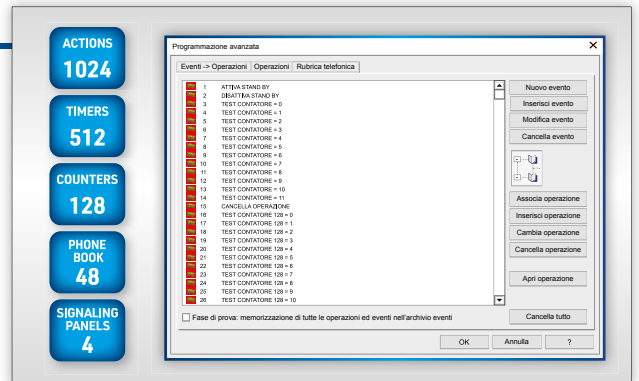 ACTIONS
1024
TIMERS
512
COUNTERS
128
PHONE
BOOK
48
SIGNALING
PANELS
4
Programmazione avanzata
Eventi -> Operazioni Operazioni Rubrica telefonica
1 ATTIVA STAND BY
2 DISATTIVA STAND BY
3 TEST CONTATORE = 0
4 TEST CONTATORE = 1
5 TEST CONTATORE = 2
6 TEST CONTATORE = 3
7 TEST CONTATORE = 4
8 TEST CONTATORE = 5
9 TEST CONTATORE = 6
10 TEST CONTATORE = 7
11 TEST CONTATORE = 8
12 TEST CONTATORE = 9
13 TEST CONTATORE = 10
14 TEST CONTATORE = 11
15 CANCELLA OPERAZIONE
16 TEST CONTATORE 128 = 0
17 TEST CONTATORE 128 = 1
18 TEST CONTATORE 128 = 2
19 TEST CONTATORE 128 = 3
20 TEST CONTATORE 128 = 4
21 TEST CONTATORE 128 = 5
22 TEST CONTATORE 128 = 6
23 TEST CONTATORE 128 = 7
24 TEST CONTATORE 128 = 8
25 TEST CONTATORE 128 = 9
26 TEST CONTATORE 128 = 10
Nuovo evento
Inserisci evento
Modifica evento
Cancella evento
Associa operazione
Inserisci operazione
Cambia operazione
Cancella operazione
Apri operazione
Fase di prova: memorizzazione di tutte le operazioni ed eventi nell'archivio eventi
Cancella tutto
OK Annulla ?